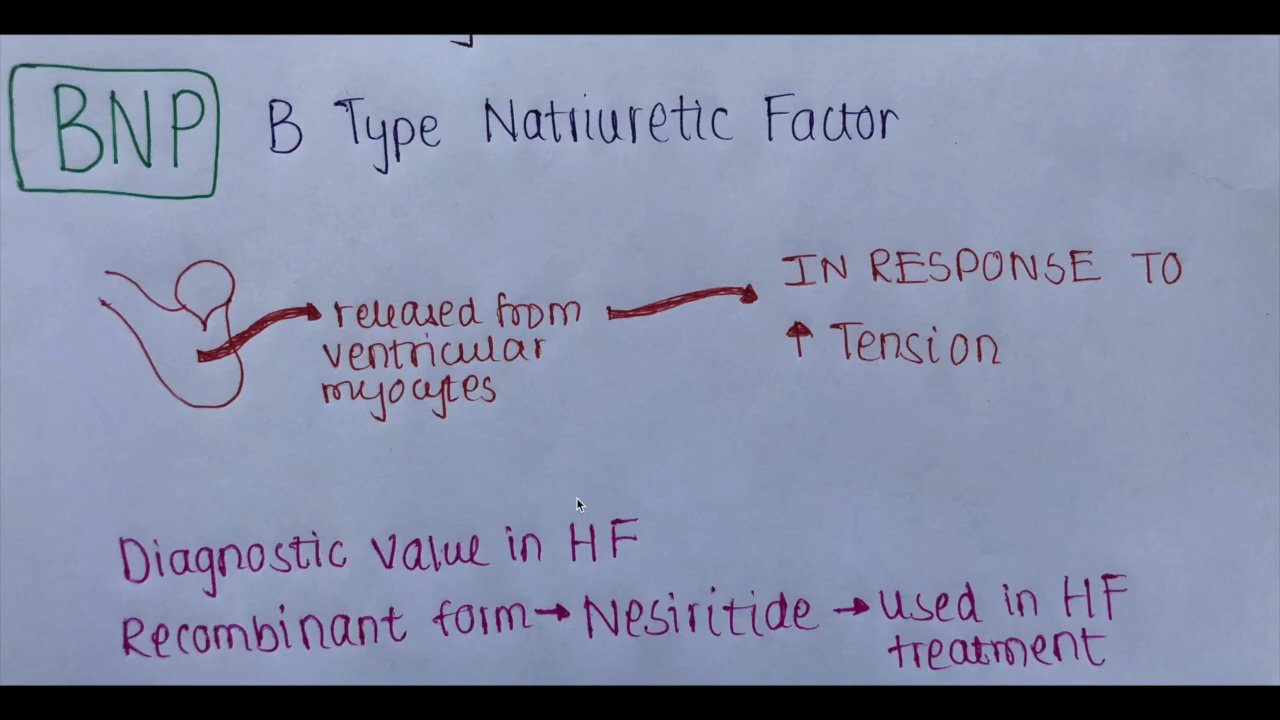 BNP B Type Natriuretic Factor
IN RESPONSE TO
released from
ventricular
myocytes
↑ Tension
Diagnostic value in HF
Recombinant form → Nesiritide → used in HF
treatment